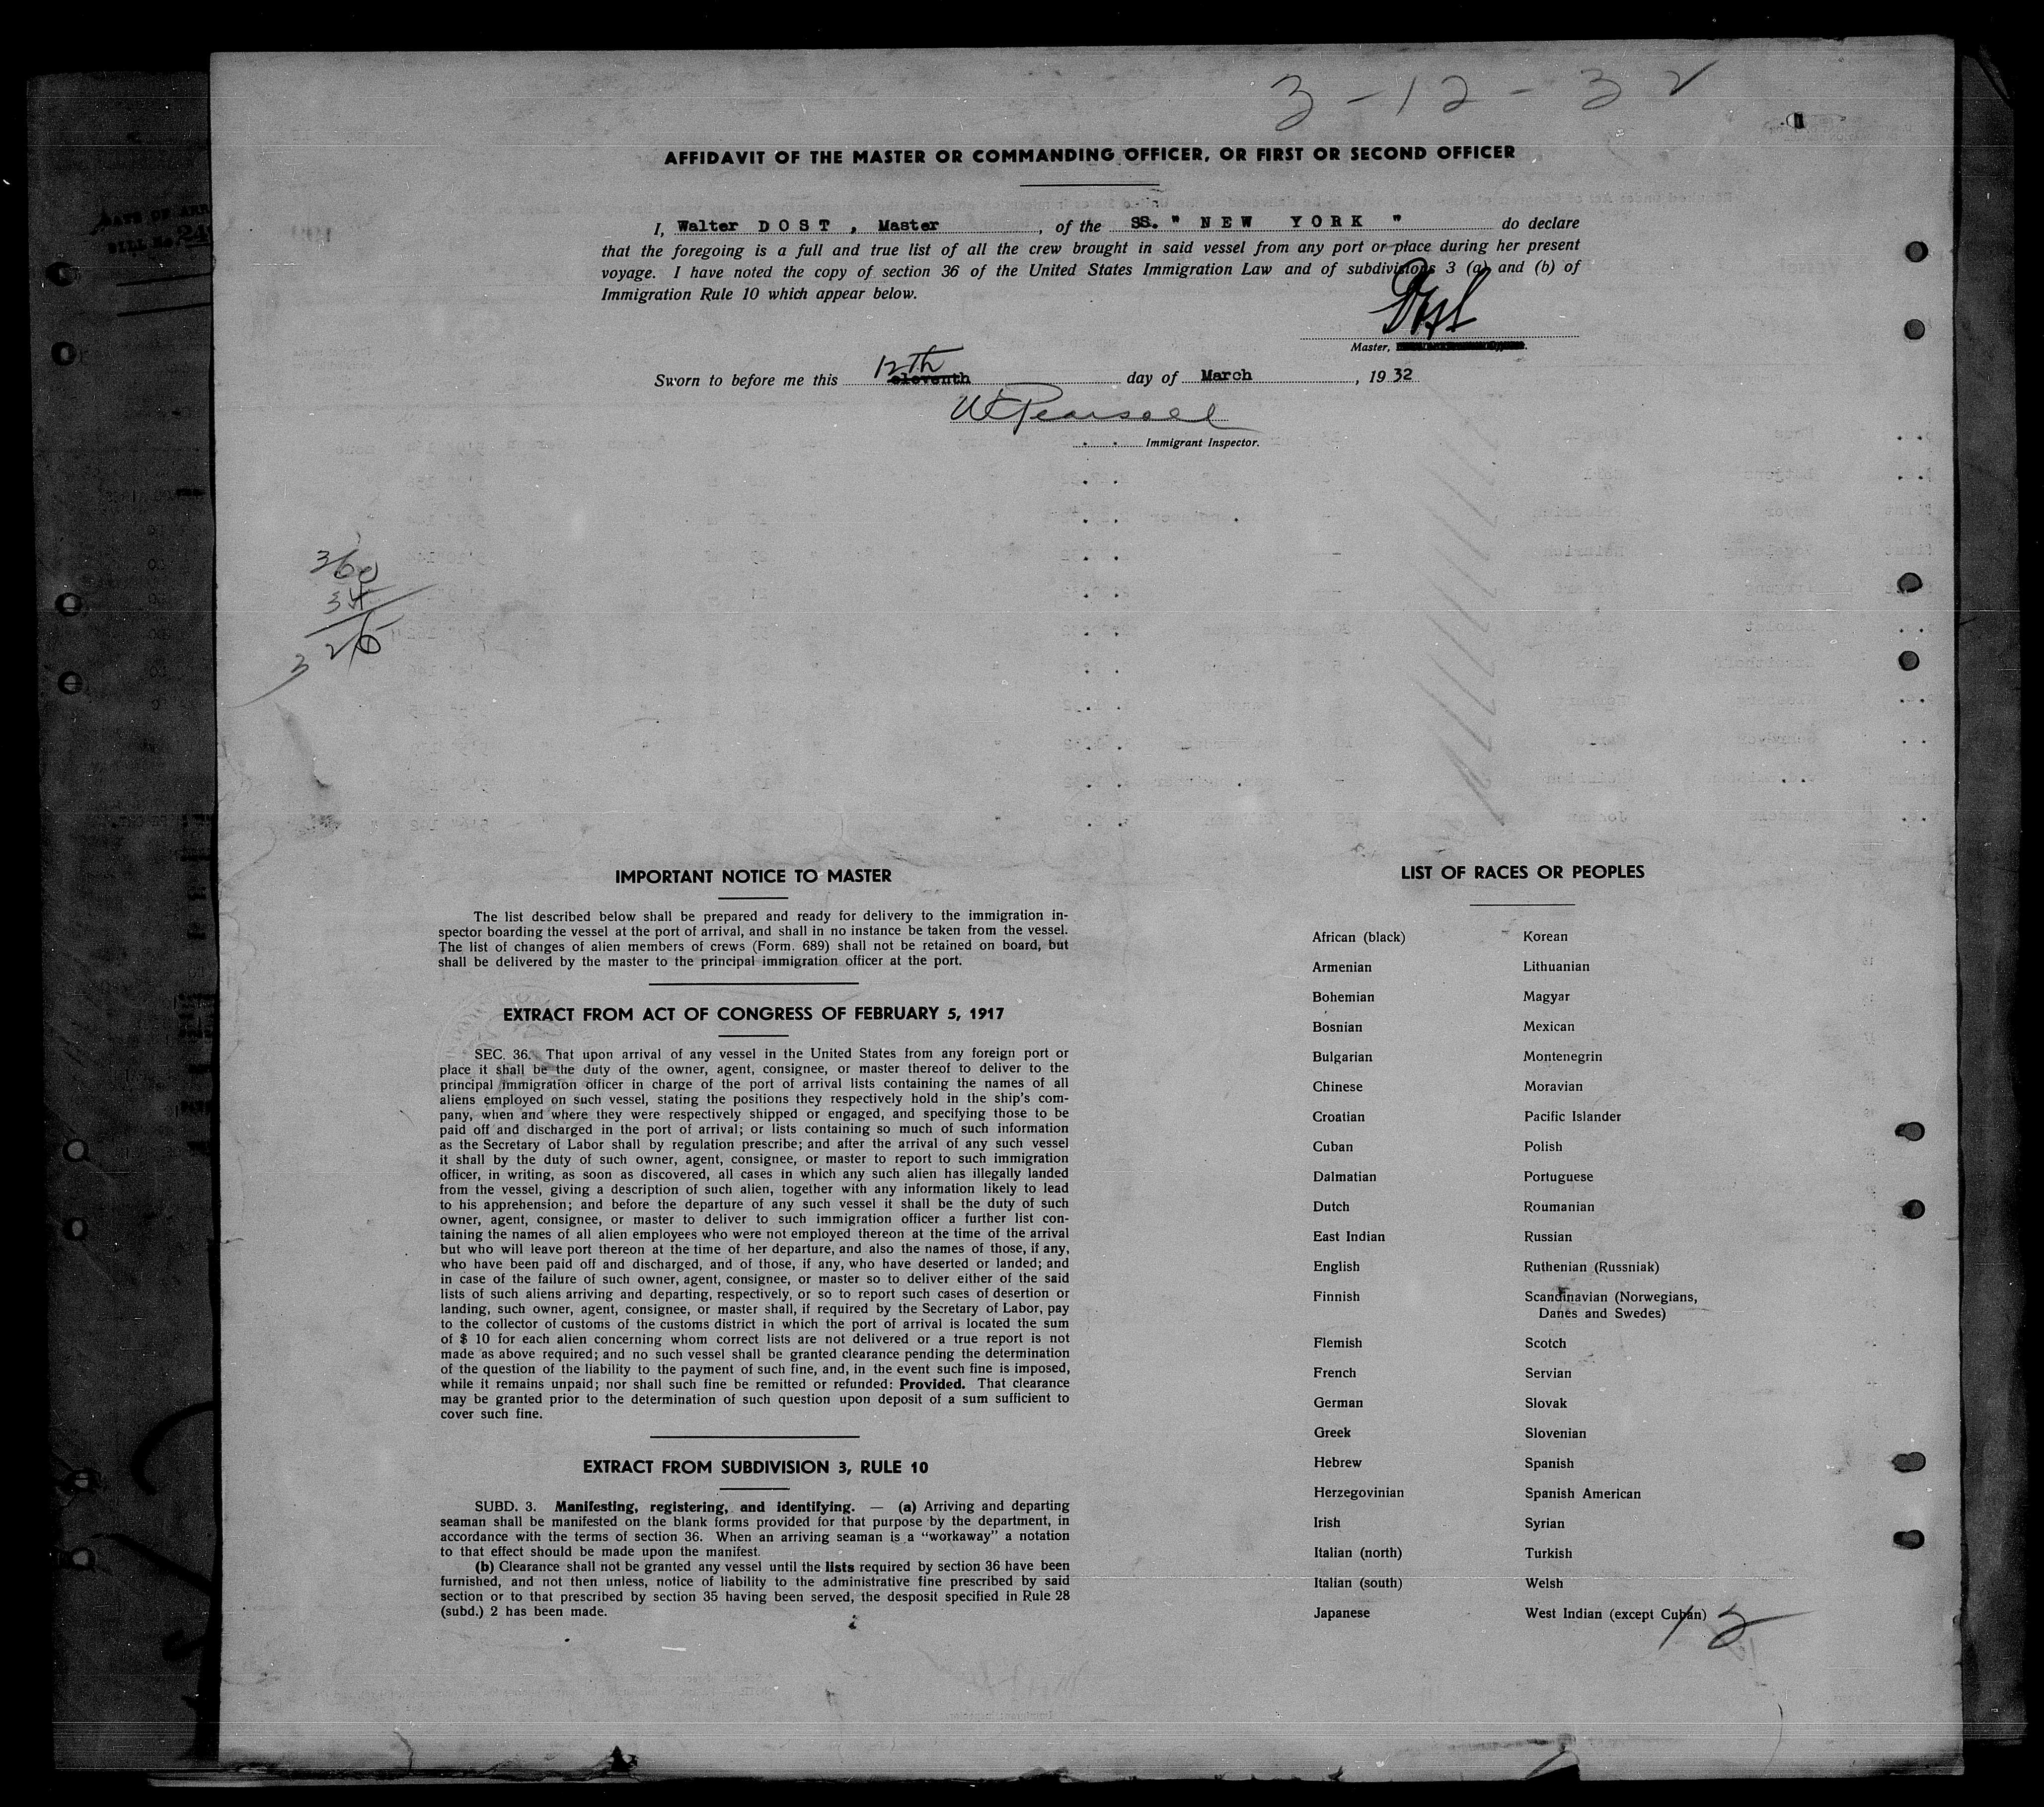 3-12-32
AFFIDAVIT OF THE MASTER OR COMMANDING OFFICER, OR FIRST OR SECOND OFFICER
I, Walter DOST, Master, of the SS. " NEW YORK " do declare
that the foregoing is a full and true list of all the crew brought in said vessel from any port or place during her present
voyage. I have noted the copy of section 36 of the United States Immigration Law and of subdivisions 3 (a) and (b) of
Immigration Rule 10 which appear below.
Dost
Master,
12th
Sworn to before me this eleventh day of March, 1932
Immigrant Inspector.
360
34
326
IMPORTANT NOTICE TO MASTER
The list described below shall be prepared and ready for delivery to the immigration in-
spector boarding the vessel at the port of arrival, and shall in no instance be taken from the vessel.
The list of changes of alien members of crews (Form. 689) shall not be retained on board, but
shall be delivered by the master to the principal immigration officer at the port.
EXTRACT FROM ACT OF CONGRESS OF FEBRUARY 5, 1917
SEC. 36. That upon arrival of any vessel in the United States from any foreign port or
place it shall be the duty of the owner, agent, consignee, or master thereof to deliver to the
principal immigration officer in charge of the port of arrival lists containing the names of all
aliens employed on such vessel, stating the positions they respectively hold in the ship's com-
pany, when and where they were respectively shipped or engaged, and specifying those to be
paid off and discharged in the port of arrival; or lists containing so much of such information
as the Secretary of Labor shall by regulation prescribe; and after the arrival of any such vessel
it shall by the duty of such owner, agent, consignee, or master to report to such immigration
officer, in writing, as soon as discovered, all cases in which any such alien has illegally landed
from the vessel, giving a description of such alien, together with any information likely to lead
to his apprehension; and before the departure of any such vessel it shall be the duty of such
owner, agent, consignee, or master to deliver to such immigration officer a further list con-
taining the names of all alien employees who were not employed thereon at the time of the arrival
but who will leave port thereon at the time of her departure, and also the names of those, if any,
who have been paid off and discharged, and of those, if any, who have deserted or landed; and
in case of the failure of such owner, agent, consignee, or master so to deliver either of the said
lists of such aliens arriving and departing, respectively, or so to report such cases of desertion or
landing, such owner, agent, consignee, or master shall, if required by the Secretary of Labor, pay
to the collector of customs of the customs district in which the port of arrival is located the sum
of $ 10 for each alien concerning whom correct lists are not delivered or a true report is not
made as above required; and no such vessel shall be granted clearance pending the determination
of the question of the liability to the payment of such fine, and, in the event such fine is imposed,
while it remains unpaid; nor shall such fine be remitted or refunded: Provided. That clearance
may be granted prior to the determination of such question upon deposit of a sum sufficient to
cover such fine.
EXTRACT FROM SUBDIVISION 3, RULE 10
SUBD. 3. Manifesting, registering, and identifying. — (a) Arriving and departing
seaman shall be manifested on the blank forms provided for that purpose by the department, in
accordance with the terms of section 36. When an arriving seaman is a "workaway" a notation
to that effect should be made upon the manifest.
(b) Clearance shall not be granted any vessel until the lists required by section 36 have been
furnished, and not then unless, notice of liability to the administrative fine prescribed by said
section or to that prescribed by section 35 having been served, the desposit specified in Rule 28
(subd.) 2 has been made.
LIST OF RACES OR PEOPLES
African (black) Korean
Armenian Lithuanian
Bohemian Magyar
Bosnian Mexican
Bulgarian Montenegrin
Chinese Moravian
Croatian Pacific Islander
Cuban Polish
Dalmatian Portuguese
Dutch Roumanian
East Indian Russian
English Ruthenian (Russniak)
Finnish Scandinavian (Norwegians,
Danes and Swedes)
Flemish Scotch
French Servian
German Slovak
Greek Slovenian
Hebrew Spanish
Herzegovinian Spanish American
Irish Syrian
Italian (north) Turkish
Italian (south) Welsh
Japanese West Indian (except Cuban)